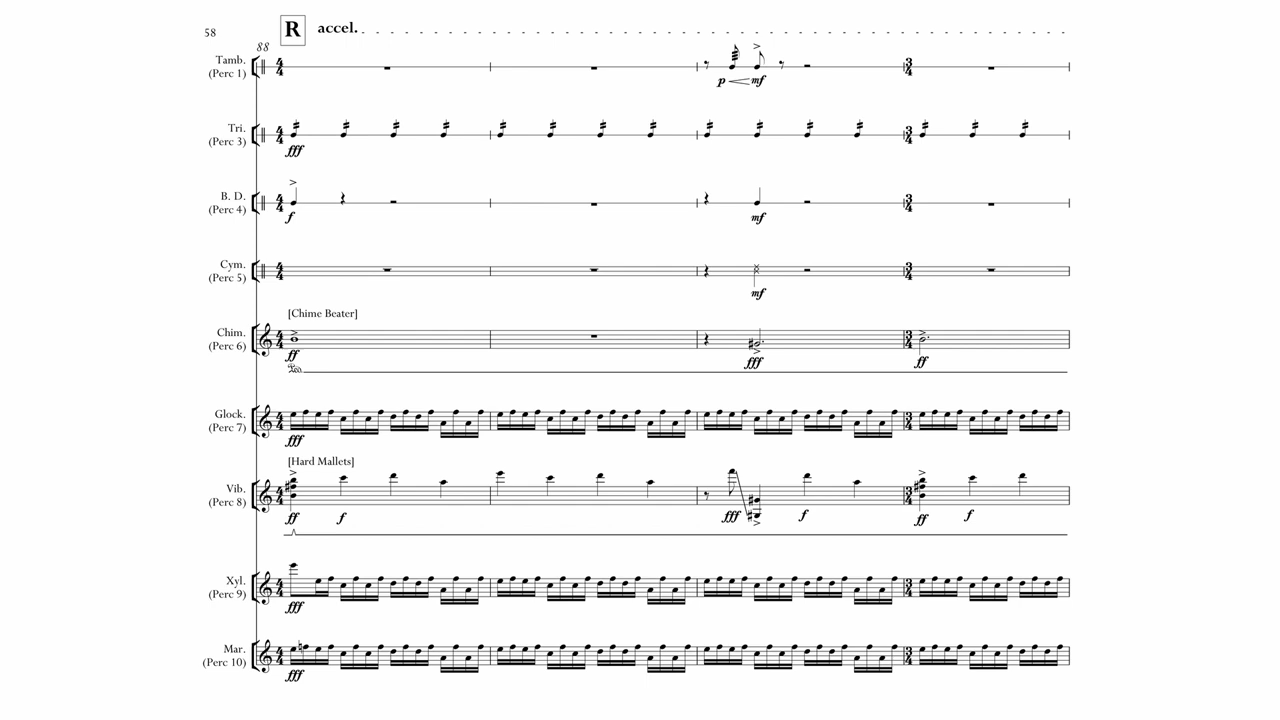 58
R accel.
88
Tamb.
(Perc 1)
p mf
Tri.
(Perc 3)
fff
B. D.
(Perc 4)
f mf
Cym.
(Perc 5)
mf
[Chime Beater]
Chim.
(Perc 6)
ff fff ff
Ped.
Glock.
(Perc 7)
fff
[Hard Mallets]
Vib.
(Perc 8)
ff f fff f ff f
Xyl.
(Perc 9)
fff
Mar.
(Perc 10)
fff